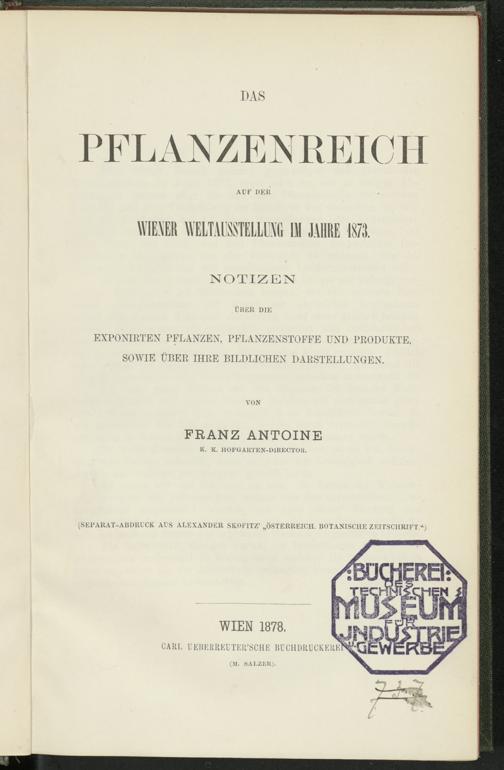 DAS
PFLANZENREICH
AUF DER
WIENER WELTAUSSTELLUNG IM JAHRE 1873.
NOTIZEN
ÜBER DIE
EXPONIRTEN PFLANZEN, PFLANZENSTOFFE UND PRODUKTE,
SOWIE ÜBER IHRE BILDLICHEN DARSTELLUNGEN.
VON
FRANZ ANTOINE
K. K. HOFGARTEN-DIRECTOR.
(SEPARAT-ABDRUCK AUS ALEXANDER SKOFITZ' „ÖSTERREICH. BOTANISCHE ZEITSCHRIFT.“)
:BÜCHEREI:
DES
TECHNISCHEN
MUSEUM
FÜR
JNDUSTRIE
U. GEWERBE
WIEN 1878.
CARL UEBERREUTER'SCHE BUCHDRUCKEREI
(M. SALZER).